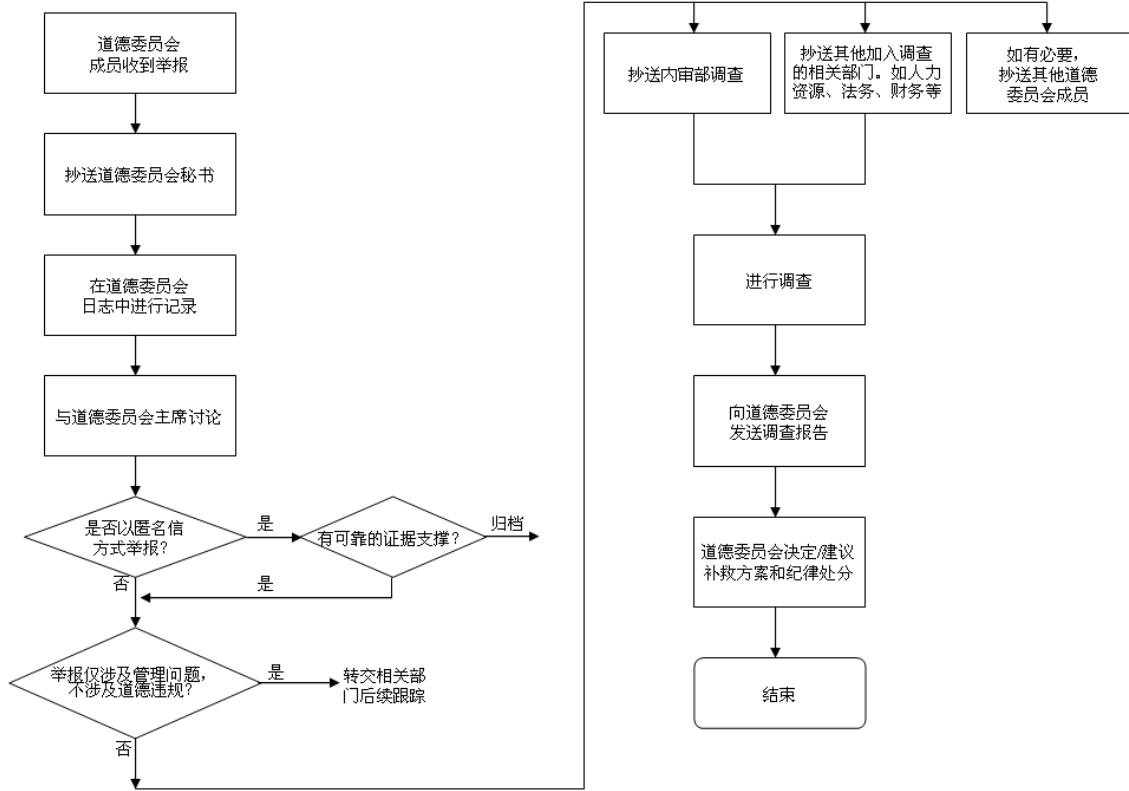 道德委员会
成员收到举报
抄送道德委员会秘书
在道德委员会
日志中进行记录
与道德委员会主席讨论
是否以匿名信
方式举报？
是
有可靠的证据支撑？
归档
否
是
举报仅涉及管理问题，
不涉及道德违规？
是
转交相关部
门后续跟踪
否
抄送内审部调查
抄送其他加入调查
的相关部门。如人力
资源、法务、财务等
如有必要，
抄送其他道德
委员会成员
进行调查
向道德委员会
发送调查报告
道德委员会决定/建议
补救方案和纪律处分
结束